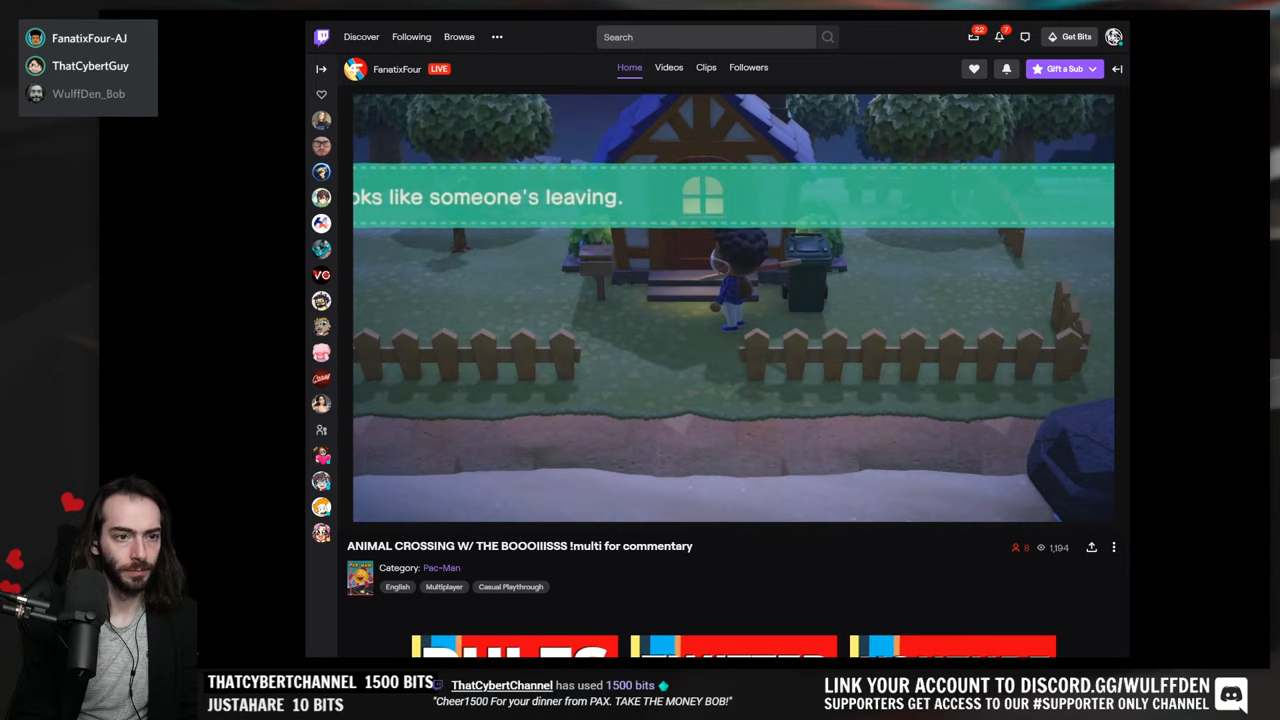 FanatixFour-AJ
ThatCybertGuy
WulffDen_Bob
Discover Following Browse
Search
22
7
Get Bits
FanatixFour LIVE
Home Videos Clips Followers
Gift a Sub
oks like someone's leaving.
VC
ANIMAL CROSSING W/ THE BOOOIIISSS !multi for commentary
8 1,194
Category: Pac-Man
English Multiplayer Casual Playthrough
RULES TWITTER
THATCYBERTCHANNEL 1500 BITS
JUSTAHARE 10 BITS
ThatCybertChannel has used 1500 bits
"Cheer1500 For your dinner from PAX. TAKE THE MONEY BOB!"
LINK YOUR ACCOUNT TO DISCORD.GG/WULFFDEN
SUPPORTERS GET ACCESS TO OUR #SUPPORTER ONLY CHANNEL